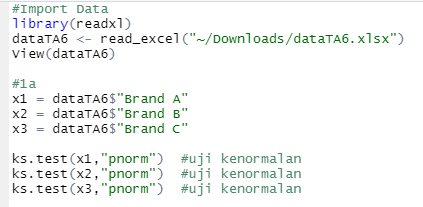 #Import Data
library(readxl)
dataTA6 <- read_excel("~/Downloads/dataTA6.xlsx")
View(dataTA6)
#1a
x1 = dataTA6$"Brand A"
x2 = dataTA6$"Brand B"
x3 = dataTA6$"Brand C"
ks.test(x1,"pnorm") #uji kenormalan
ks.test(x2,"pnorm") #uji kenormalan
ks.test(x3,"pnorm") #uji kenormalan